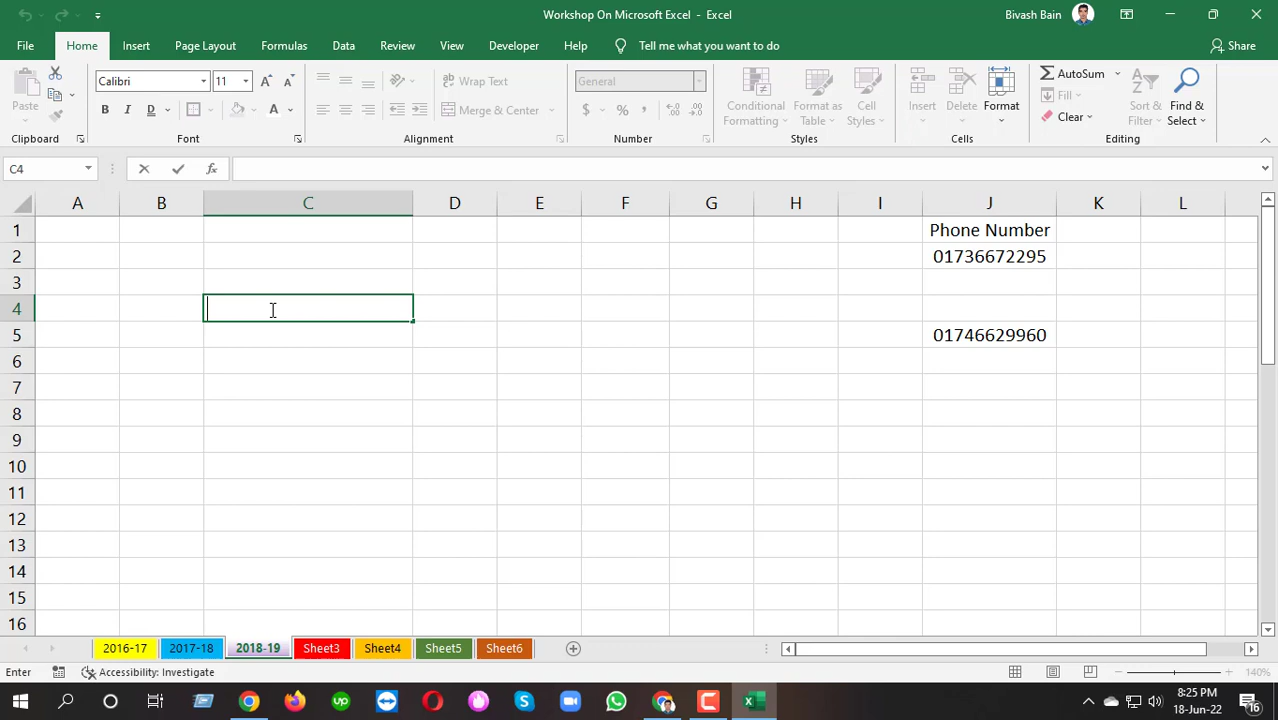 Workshop On Microsoft Excel - Excel
Bivash Bain
File
Home
Insert
Page Layout
Formulas
Data
Review
View
Developer
Help
Tell me what you want to do
Share
Paste
Clipboard
Calibri
11
A A
B I D A
Font
Wrap Text
Merge & Center
Alignment
General
$ % ,
Number
Conditional Formatting
Format as Table
Cell Styles
Styles
Insert
Delete
Format
Cells
AutoSum
Fill
Clear
Sort & Filter
Find & Select
Editing
C4
fx
A B C D E F G H I J K L
1 Phone Number
2 01736672295
3
4
5 01746629960
6
7
8
9
10
11
12
13
14
15
16
2016-17 2017-18 2018-19 Sheet3 Sheet4 Sheet5 Sheet6
Enter
Accessibility: Investigate
140%
up
8:25 PM
18-Jun-22
16